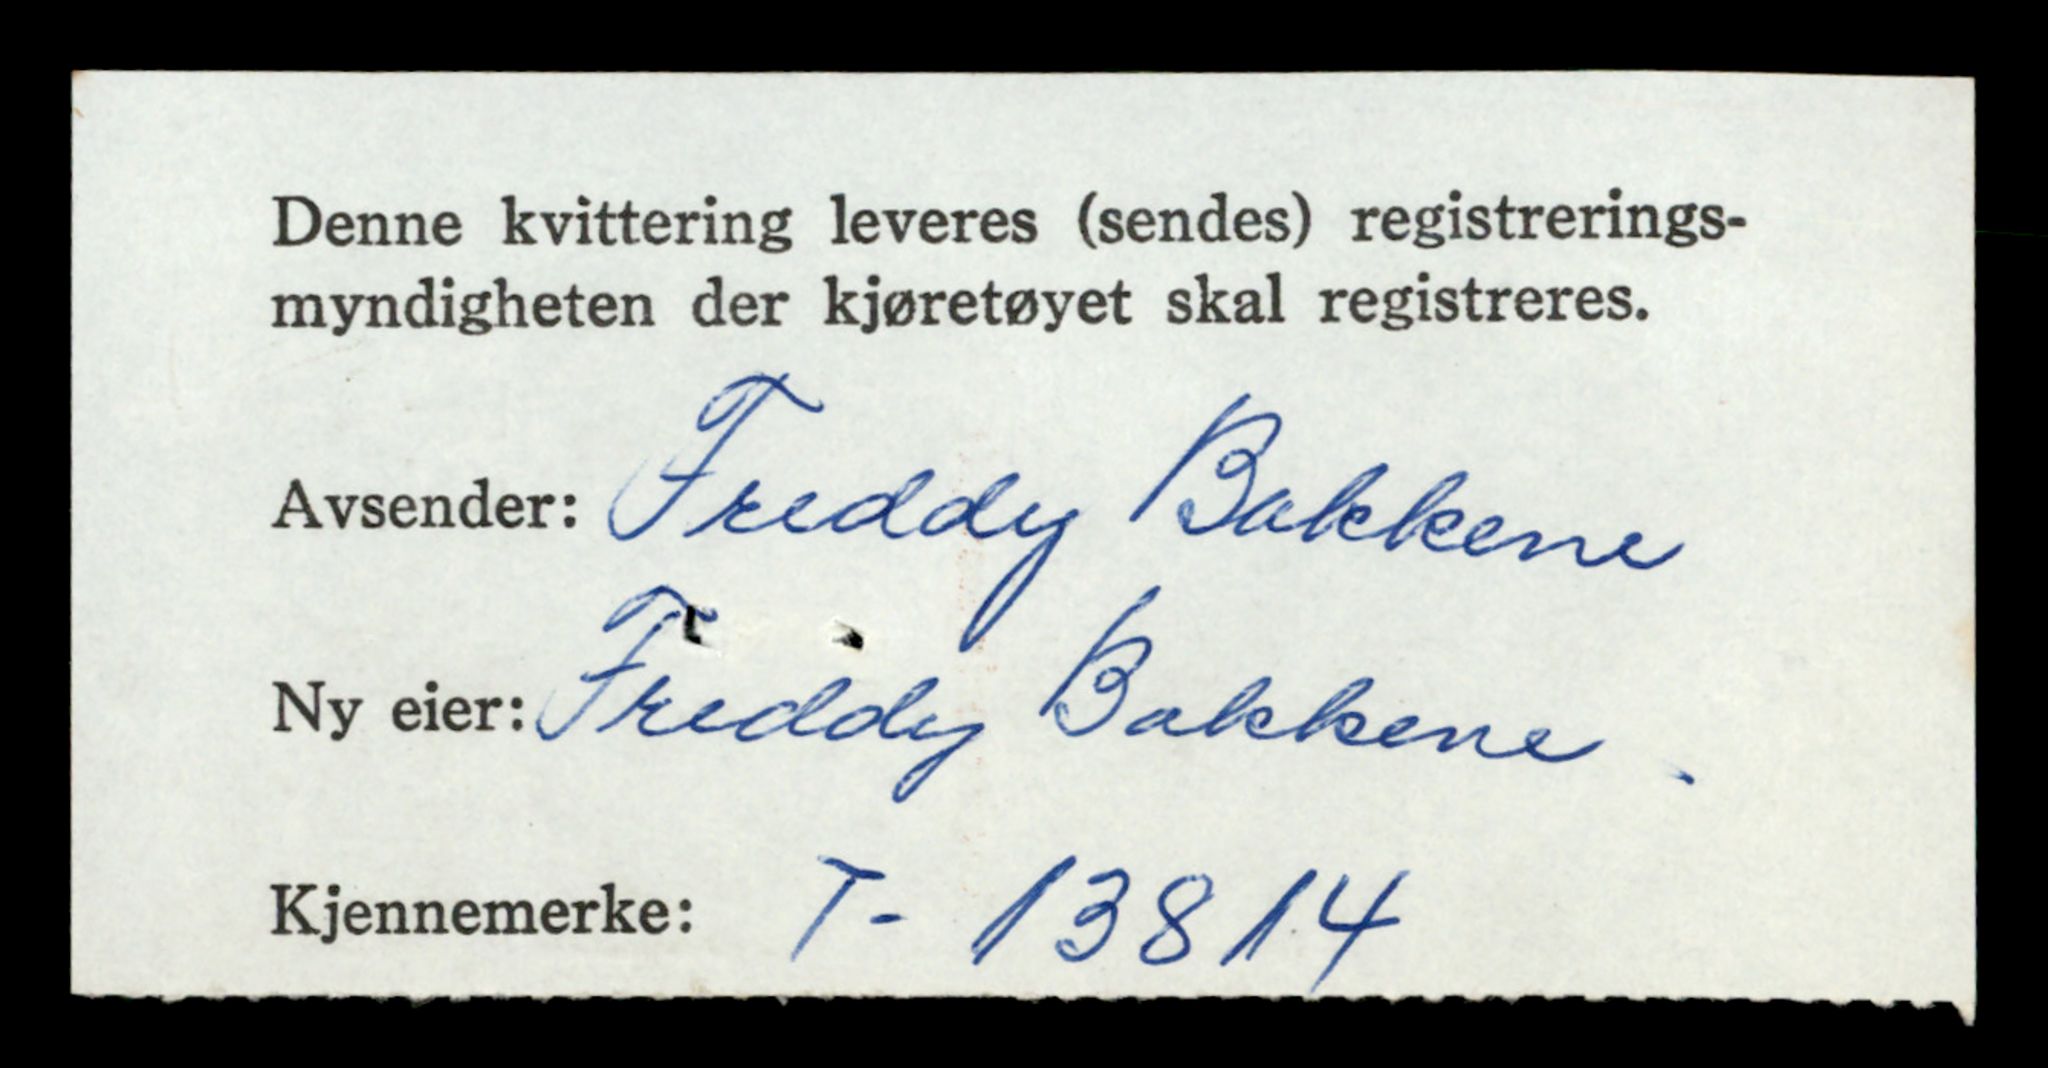 Denne kvittering leveres (sendes) registrerings-
myndigheten der kjøretøyet skal registreres.
Avsender: Freddy Bakkene
Ny eier: Freddy Bakkene.
Kjennemerke: T- 13814